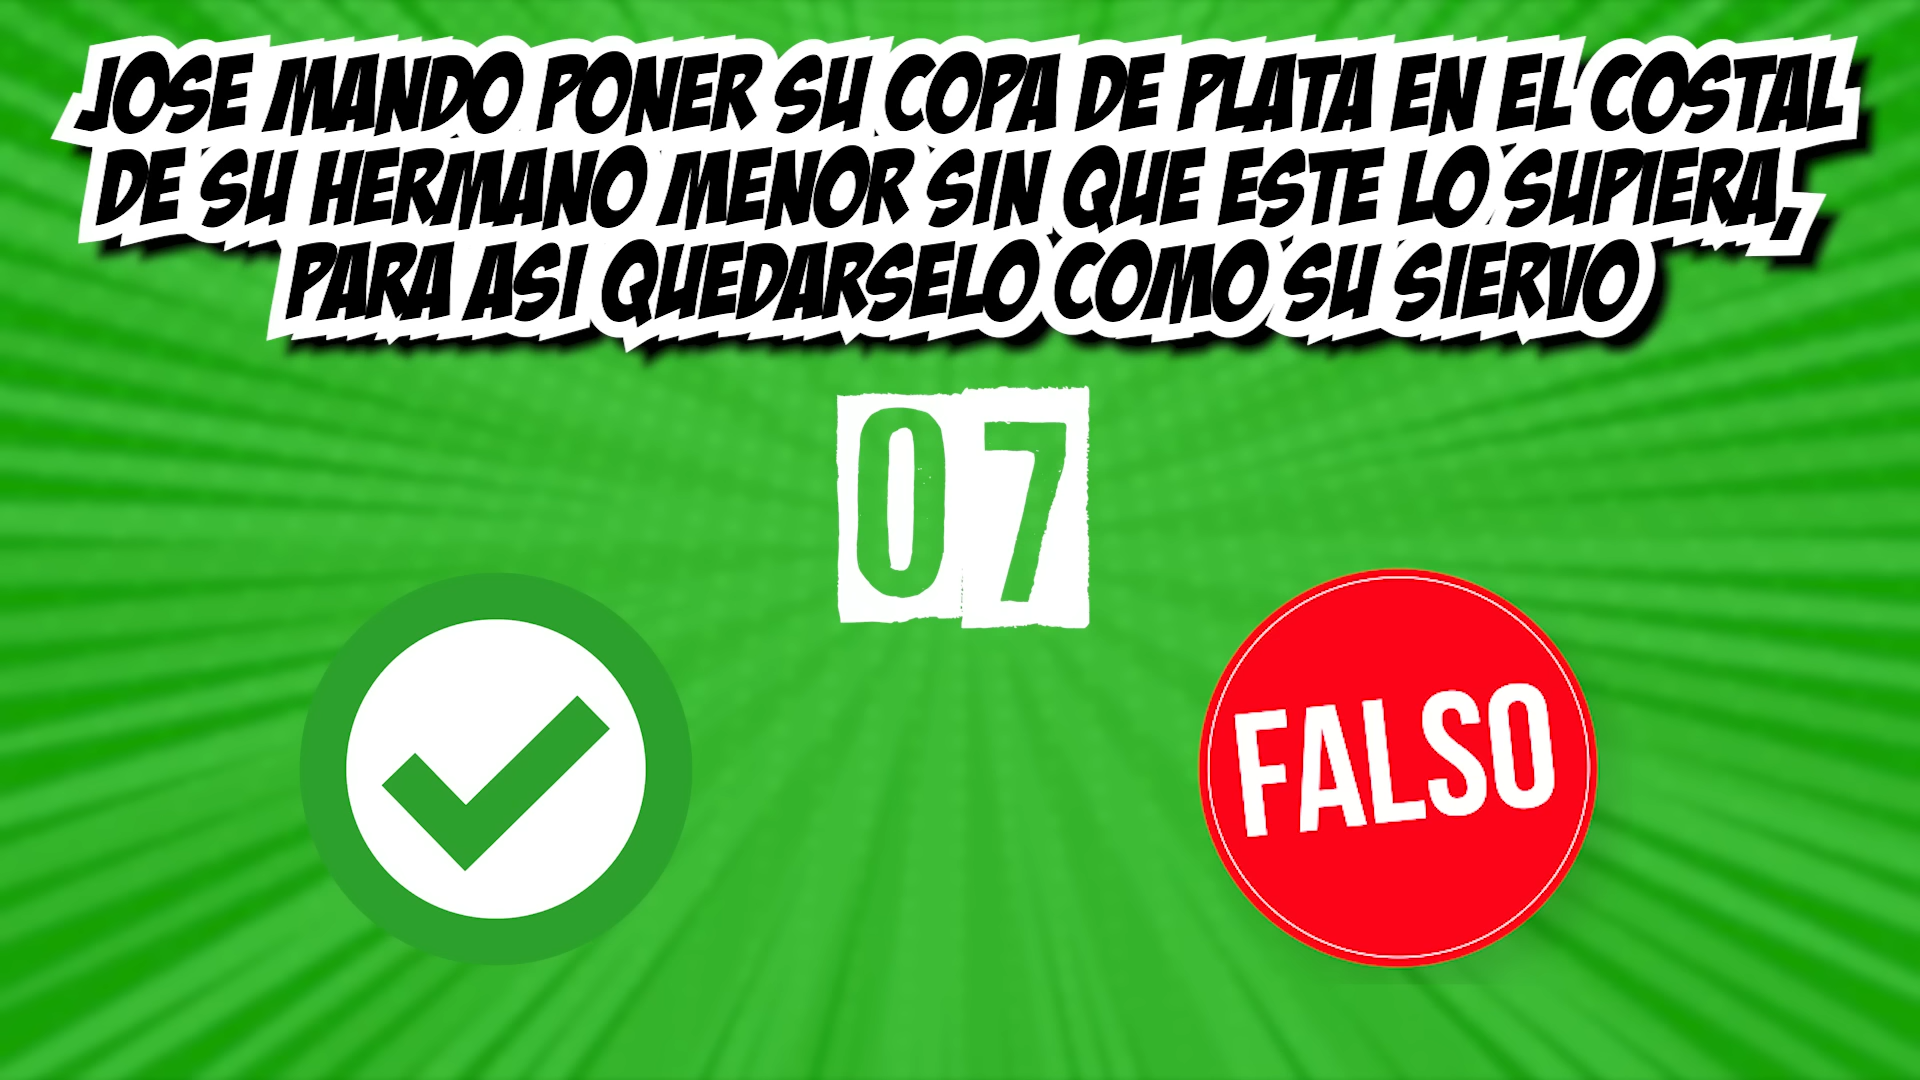 JOSE MANDO PONER SU COPA DE PLATA EN EL COSTAL
DE SU HERMANO MENOR SIN QUE ESTE LO SUPIERA,
PARA ASI QUEDARSELO COMO SU SIERVO
07
FALSO